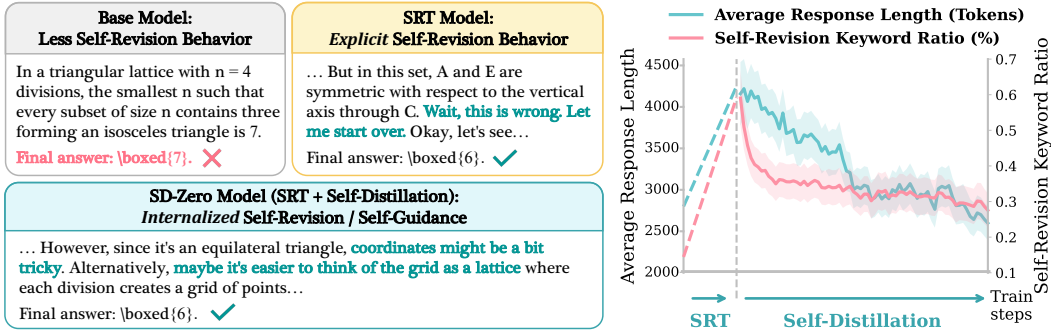 Base Model:
Less Self-Revision Behavior
In a triangular lattice with n = 4
divisions, the smallest n such that
every subset of size n contains three
forming an isosceles triangle is 7.
Final answer: \boxed{7}.
SRT Model:
Explicit Self-Revision Behavior
… But in this set, A and E are
symmetric with respect to the vertical
axis through C. Wait, this is wrong. Let
me start over. Okay, let's see…
Final answer: \boxed{6}.
SD-Zero Model (SRT + Self-Distillation):
Internalized Self-Revision / Self-Guidance
… However, since it's an equilateral triangle, coordinates might be a bit
tricky. Alternatively, maybe it's easier to think of the grid as a lattice where
each division creates a grid of points…
Final answer: \boxed{6}.
Average Response Length (Tokens)
Self-Revision Keyword Ratio (%)
Average Response Length
4500
4000
3500
3000
2500
2000
0.7
0.6
0.5
0.4
0.3
0.2
0.1
Self-Revision Keyword Ratio
SRT
Self-Distillation
Train
steps